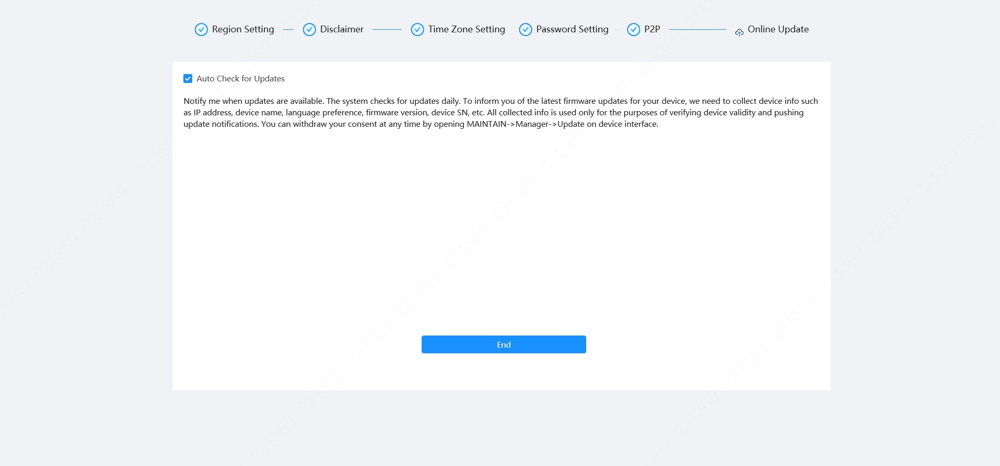 Region Setting
Disclaimer
Time Zone Setting
Password Setting
P2P
Online Update
Auto Check for Updates
Notify me when updates are available. The system checks for updates daily. To inform you of the latest firmware updates for your device, we need to collect device info such
as IP address, device name, language preference, firmware version, device SN, etc. All collected info is used only for the purposes of verifying device validity and pushing
update notifications. You can withdraw your consent at any time by opening MAINTAIN->Manager->Update on device interface.
End
231369 231369 231369 231369